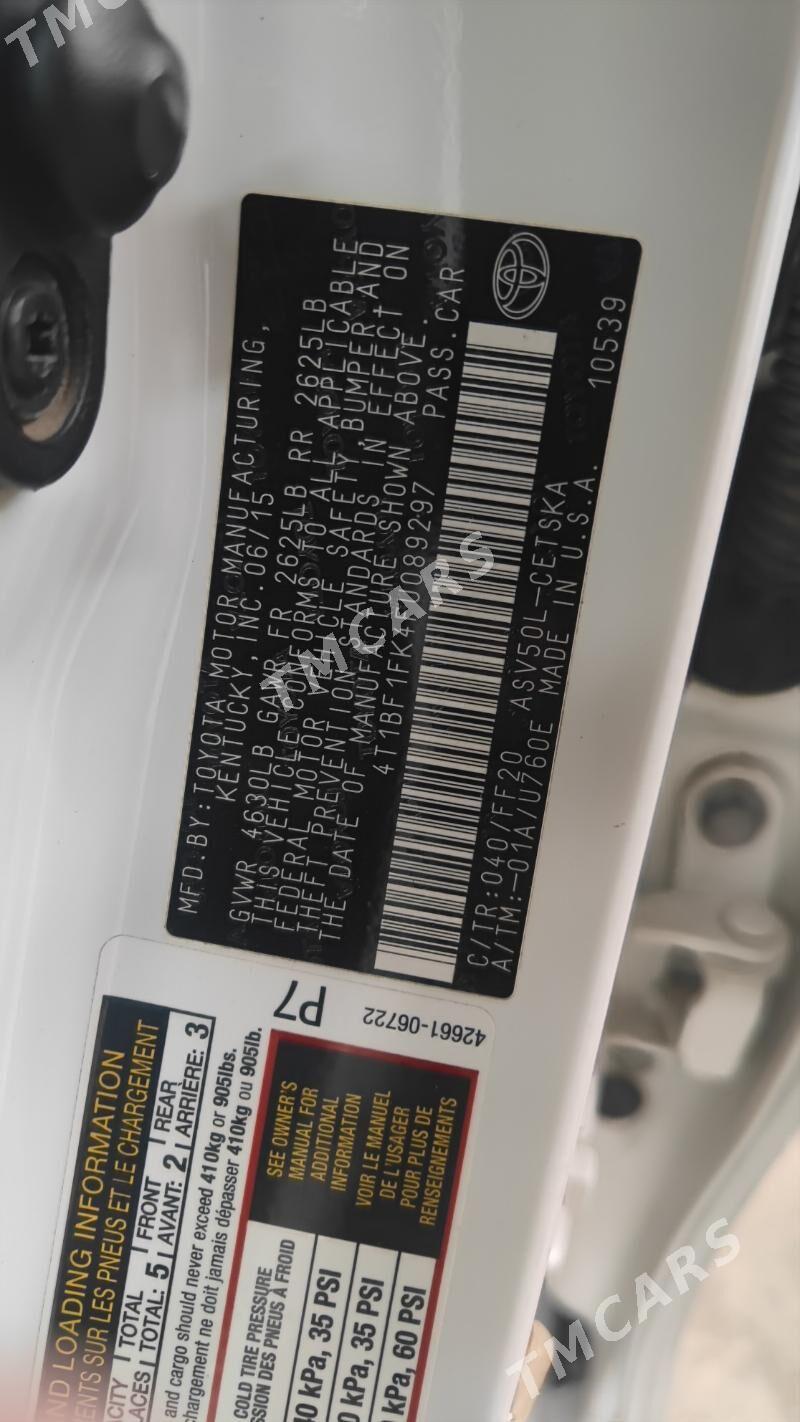 MFD.BY:TOYOTA MOTOR MANUFACTURING,
KENTUCKY, INC. 06/15
GVWR 4630LB GAWR FR 2625LB RR 2625LB
THIS VEHICLE CONFORMS TO ALL APPLICABLE
FEDERAL MOTOR VEHICLE SAFETY, BUMPER, AND
THEFT PREVENTION STANDARDS IN EFFECT ON
THE DATE OF MANUFACTURE SHOWN ABOVE.
PASS.CAR
C/TR:040/FF20 ASV50L-CETSKA
A/TM:-01A/U760E MADE IN U.S.A. 10539
P7
42661-06722
LOADING INFORMATION
SUR LES PNEUS ET LE CHARGEMENT
TOTAL FRONT REAR
TOTAL: 5 AVANT: 2 ARRIÈRE: 3
and cargo should never exceed 410kg or 905lbs.
chargement ne doit jamais dépasser 410kg ou 905lb.
COLD TIRE PRESSURE
DES PNEUS À FROID
kPa, 35 PSI
kPa, 35 PSI
kPa, 60 PSI
SEE OWNER'S
MANUAL FOR
ADDITIONAL
INFORMATION
VOIR LE MANUEL
DE L'USAGER
POUR PLUS DE
RENSEIGNEMENTS
TMCARS
TMCARS